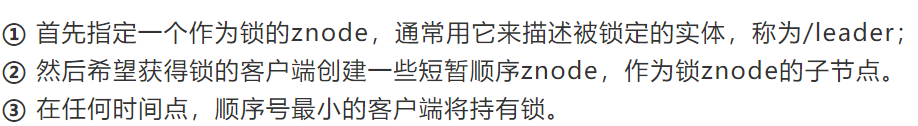 ① 首先指定一个作为锁的znode，通常用它来描述被锁定的实体，称为/leader；
② 然后希望获得锁的客户端创建一些短暂顺序znode，作为锁znode的子节点。
③ 在任何时间点，顺序号最小的客户端将持有锁。